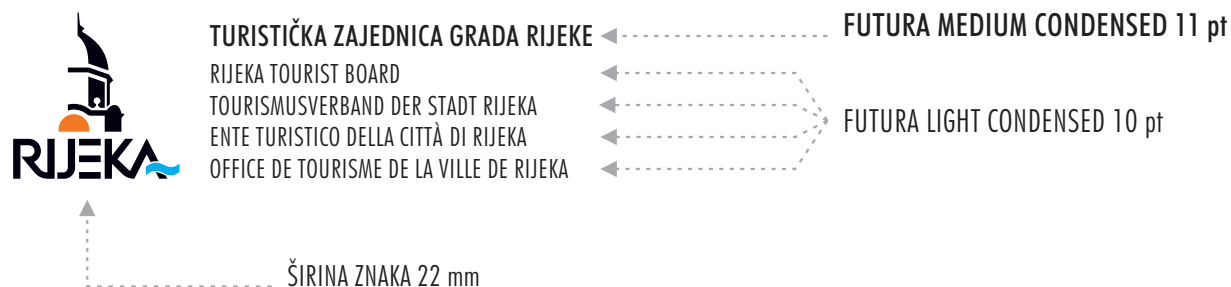 TURISTIČKA ZAJEDNICA GRADA RIJEKE
FUTURA MEDIUM CONDENSED 11 pt
RIJEKA TOURIST BOARD
TOURISMUSVERBAND DER STADT RIJEKA
ENTE TURISTICO DELLA CITTÀ DI RIJEKA
OFFICE DE TOURISME DE LA VILLE DE RIJEKA
FUTURA LIGHT CONDENSED 10 pt
RIJEKA
ŠIRINA ZNAKA 22 mm